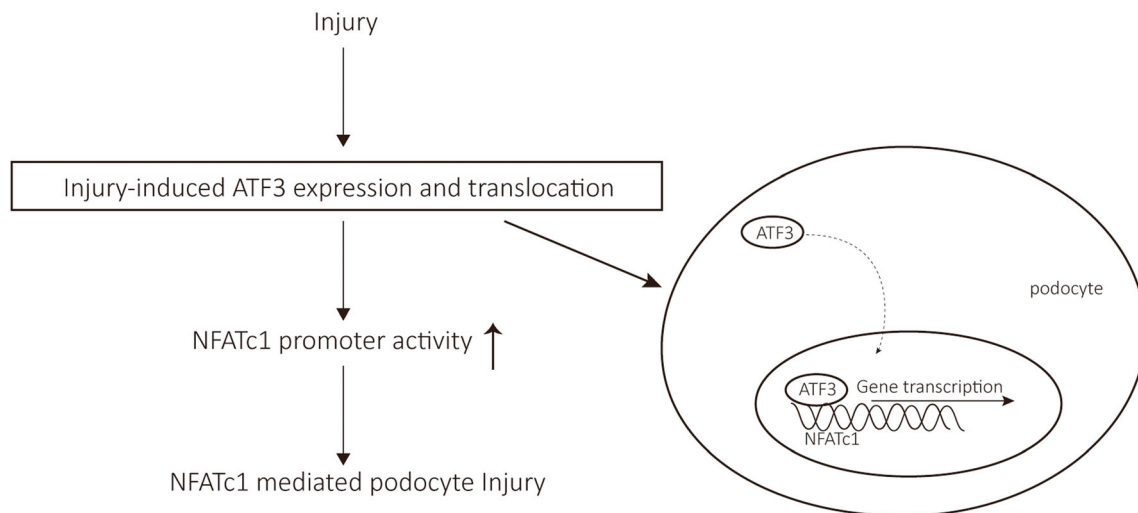 Injury
Injury-induced ATF3 expression and translocation
NFATc1 promoter activity
NFATc1 mediated podocyte Injury
ATF3
podocyte
ATF3
Gene transcription
NFATc1